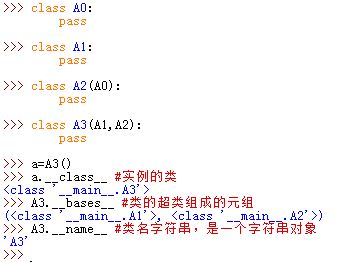 >>> class A0:
        pass
>>> class A1:
        pass
>>> class A2(A0):
        pass
>>> class A3(A1,A2):
        pass
>>> a=A3()
>>> a.__class__ #实例的类
<class '__main__.A3'>
>>> A3.__bases__ #类的超类组成的元组
(<class '__main__.A1'>, <class '__main__.A2'>)
>>> A3.__name__ #类名字符串，是一个字符串对象
'A3'
>>>